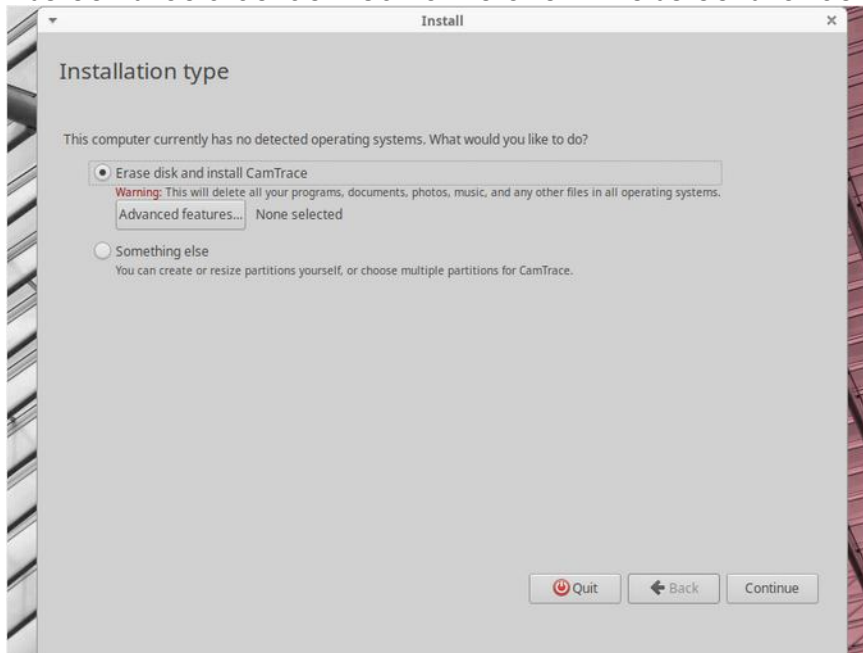 Install
Installation type
This computer currently has no detected operating systems. What would you like to do?
Erase disk and install CamTrace
Warning: This will delete all your programs, documents, photos, music, and any other files in all operating systems.
Advanced features... None selected
Something else
You can create or resize partitions yourself, or choose multiple partitions for CamTrace.
Quit Back Continue